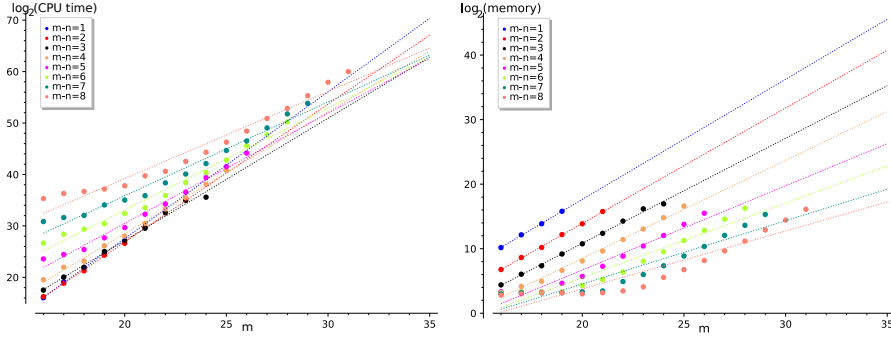 log₂(CPU time)
70
60
50
40
30
20
m-n=1
m-n=2
m-n=3
m-n=4
m-n=5
m-n=6
m-n=7
m-n=8
20
25
30
35
m
log₂(memory)
40
30
20
10
0
m-n=1
m-n=2
m-n=3
m-n=4
m-n=5
m-n=6
m-n=7
m-n=8
20
25
30
35
m